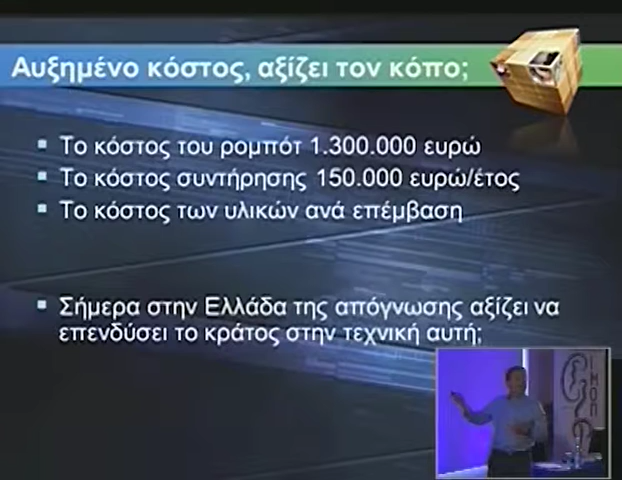 Αυξημένο κόστος, αξίζει τον κόπο;
Το κόστος του ρομπότ 1.300.000 ευρώ
Το κόστος συντήρησης 150.000 ευρώ/έτος
Το κόστος των υλικών ανά επέμβαση
Σήμερα στην Ελλάδα της απόγνωσης αξίζει να
επενδύσει το κράτος στην τεχνική αυτή;